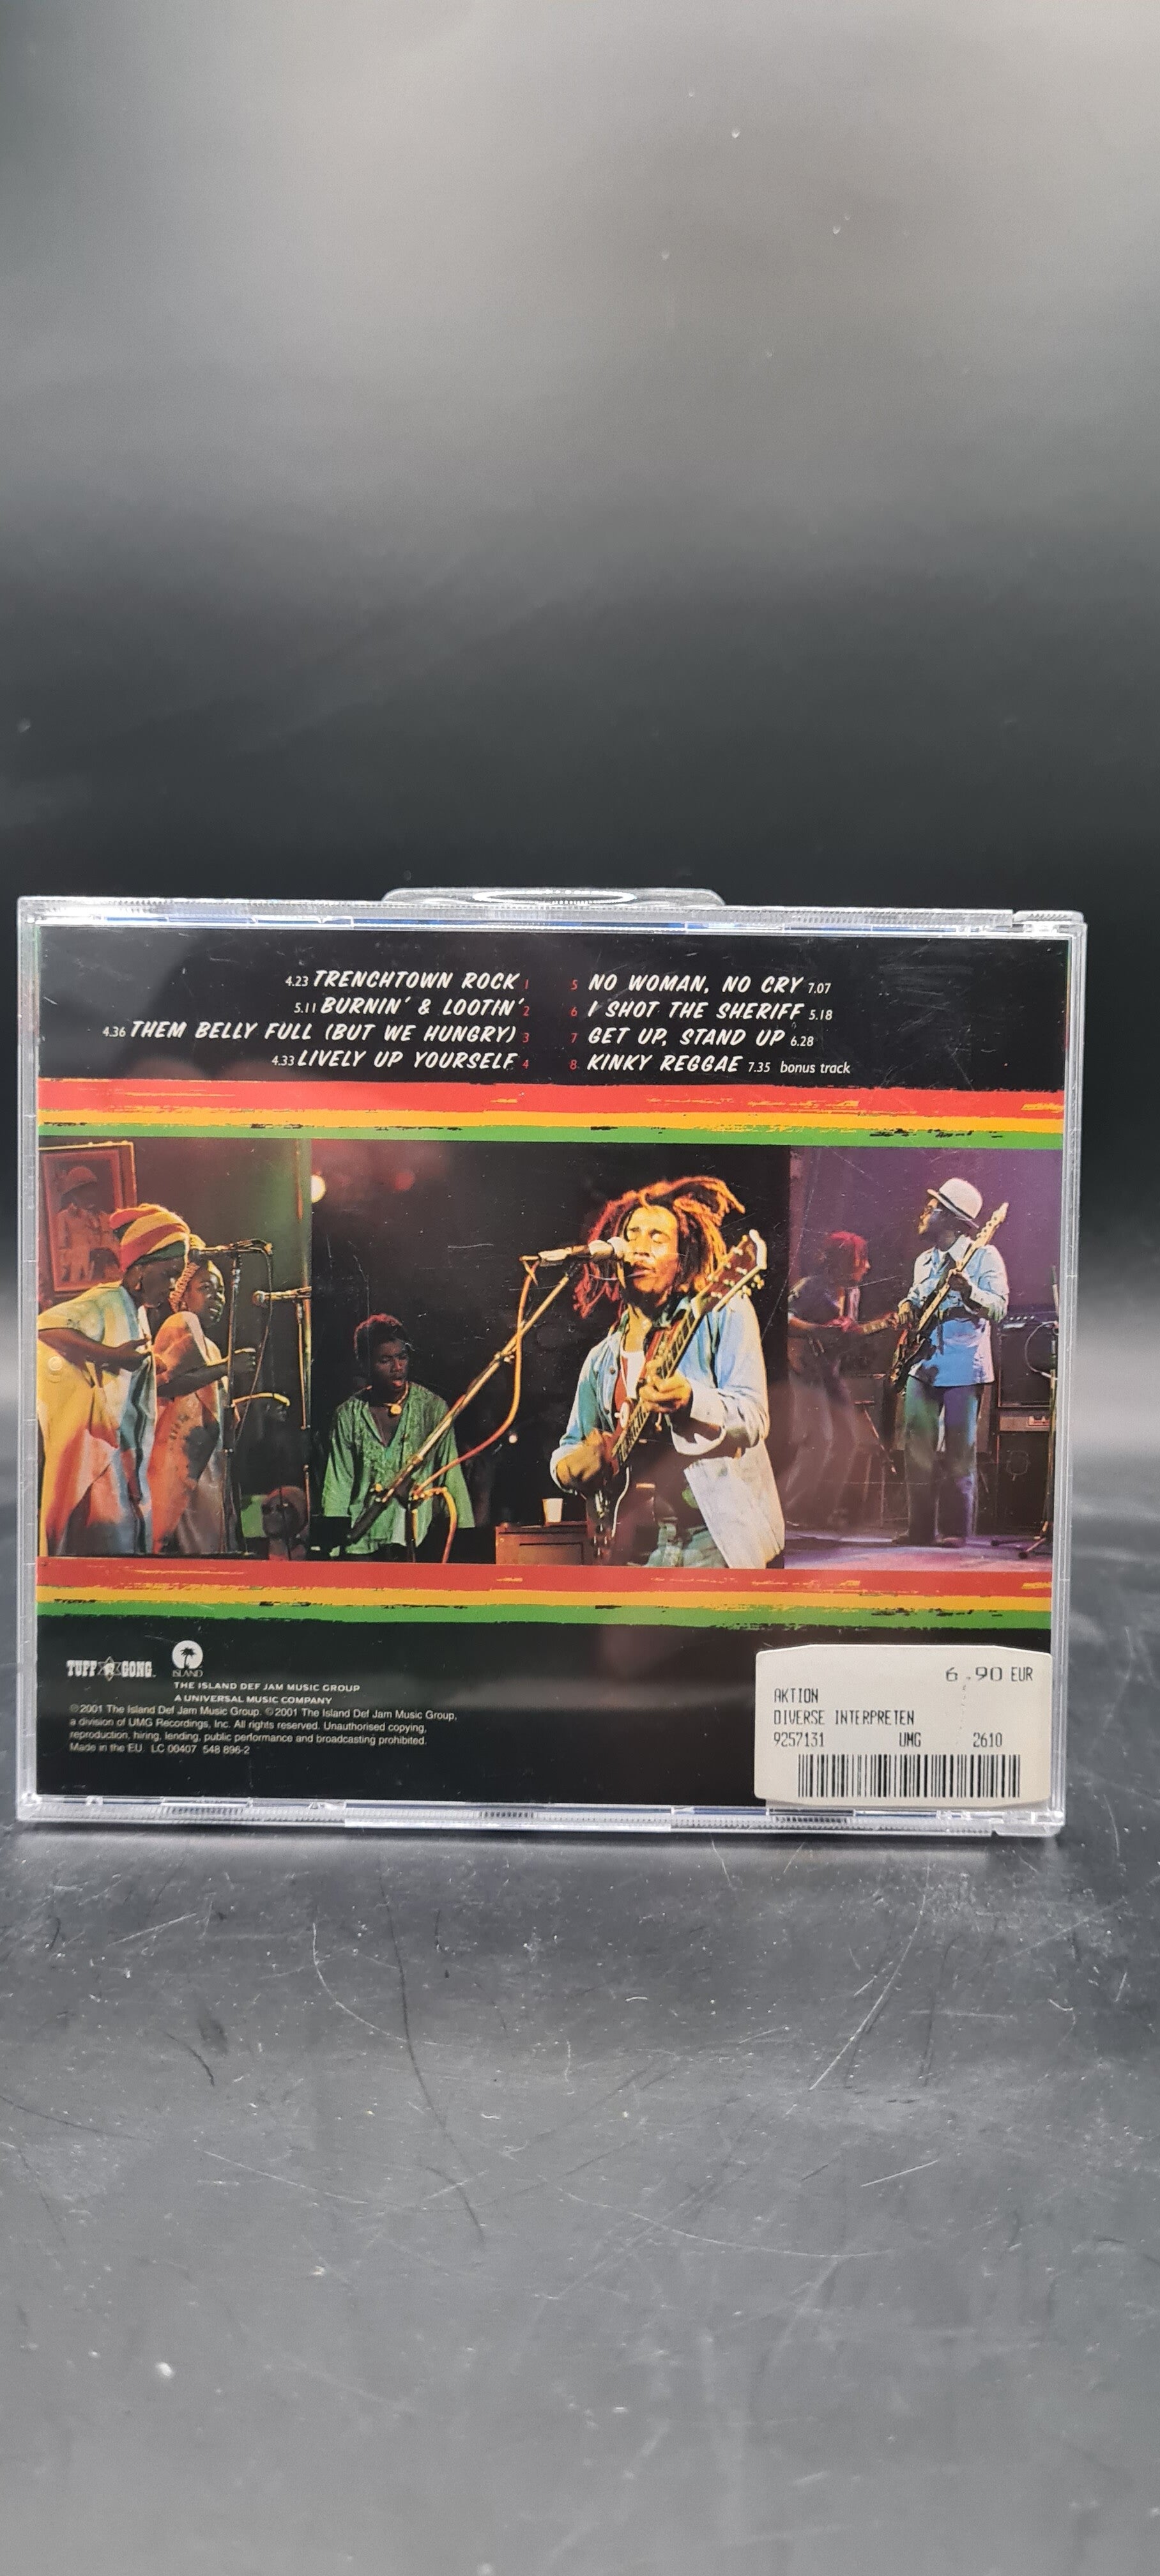 4.23 TRENCHTOWN ROCK 1
5.11 BURNIN' & LOOTIN' 2
4.36 THEM BELLY FULL (BUT WE HUNGRY) 3
4.33 LIVELY UP YOURSELF 4
5 NO WOMAN, NO CRY 7.07
6 I SHOT THE SHERIFF 5.18
7 GET UP, STAND UP 6.28
8 KINKY REGGAE 7.35 bonus track
TUFF GONG
ISLAND
THE ISLAND DEF JAM MUSIC GROUP
A UNIVERSAL MUSIC COMPANY
℗2001 The Island Def Jam Music Group. ©2001 The Island Def Jam Music Group,
a division of UMG Recordings, Inc. All rights reserved. Unauthorised copying,
reproduction, hiring, lending, public performance and broadcasting prohibited.
Made in the EU. LC 00407 548 896-2
6.90 EUR
AKTION
DIVERSE INTERPRETEN
9257131 UMG 2610